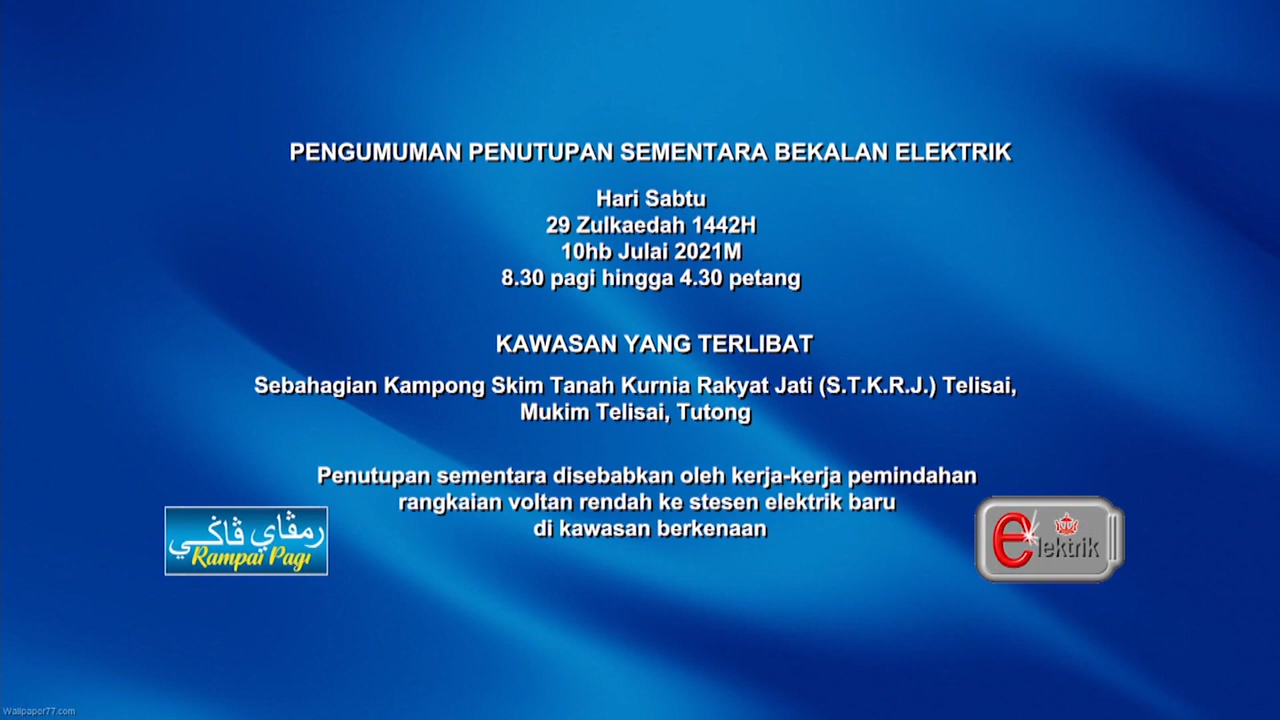 PENGUMUMAN PENUTUPAN SEMENTARA BEKALAN ELEKTRIK
Hari Sabtu
29 Zulkaedah 1442H
10hb Julai 2021M
8.30 pagi hingga 4.30 petang
KAWASAN YANG TERLIBAT
Sebahagian Kampong Skim Tanah Kurnia Rakyat Jati (S.T.K.R.J.) Telisai,
Mukim Telisai, Tutong
Penutupan sementara disebabkan oleh kerja-kerja pemindahan
rangkaian voltan rendah ke stesen elektrik baru
di kawasan berkenaan
رمڤاي ڤاݢي
Rampai Pagi
elektrik
Wallpaper77.com